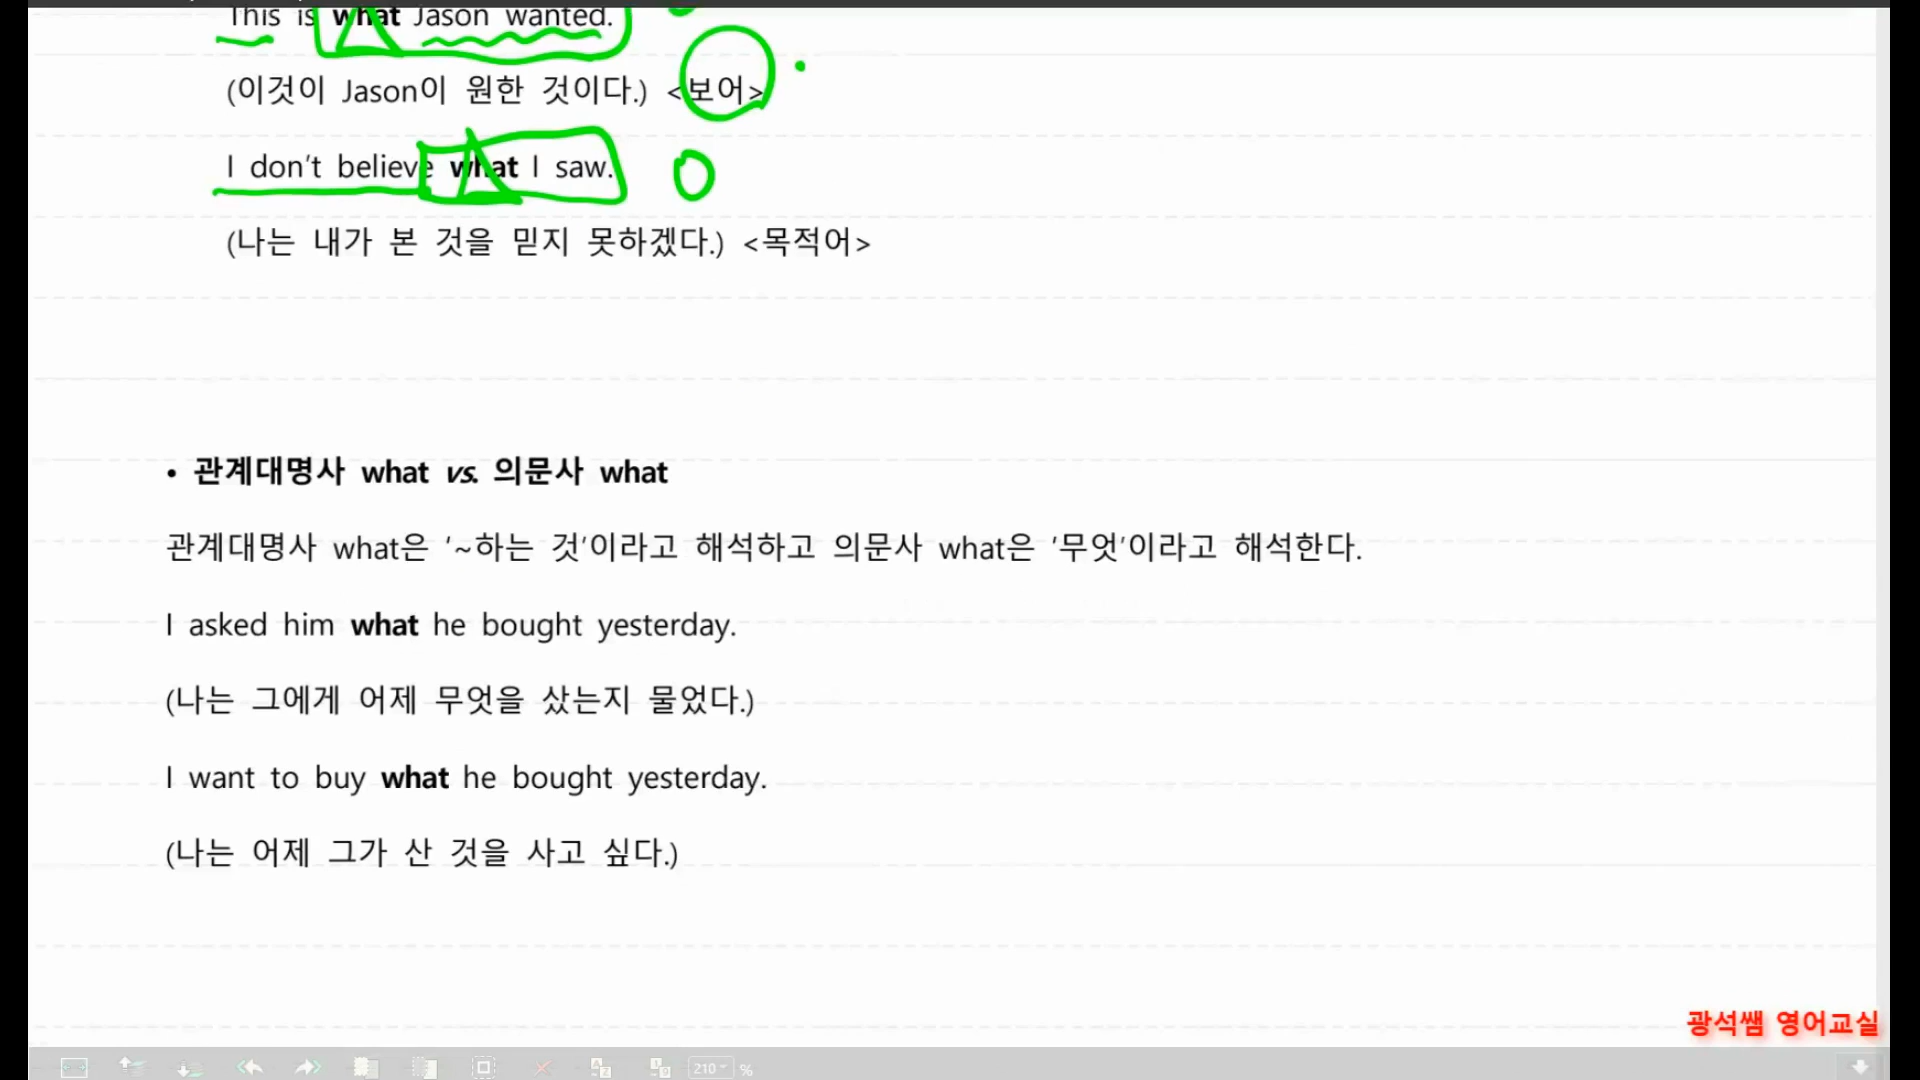 This is what Jason wanted.
(이것이 Jason이 원한 것이다.) <보어>
I don't believe what I saw.
(나는 내가 본 것을 믿지 못하겠다.) <목적어>
• 관계대명사 what vs. 의문사 what
관계대명사 what은 '~하는 것'이라고 해석하고 의문사 what은 '무엇'이라고 해석한다.
I asked him what he bought yesterday.
(나는 그에게 어제 무엇을 샀는지 물었다.)
I want to buy what he bought yesterday.
(나는 어제 그가 산 것을 사고 싶다.)
광석쌤 영어교실
210 %